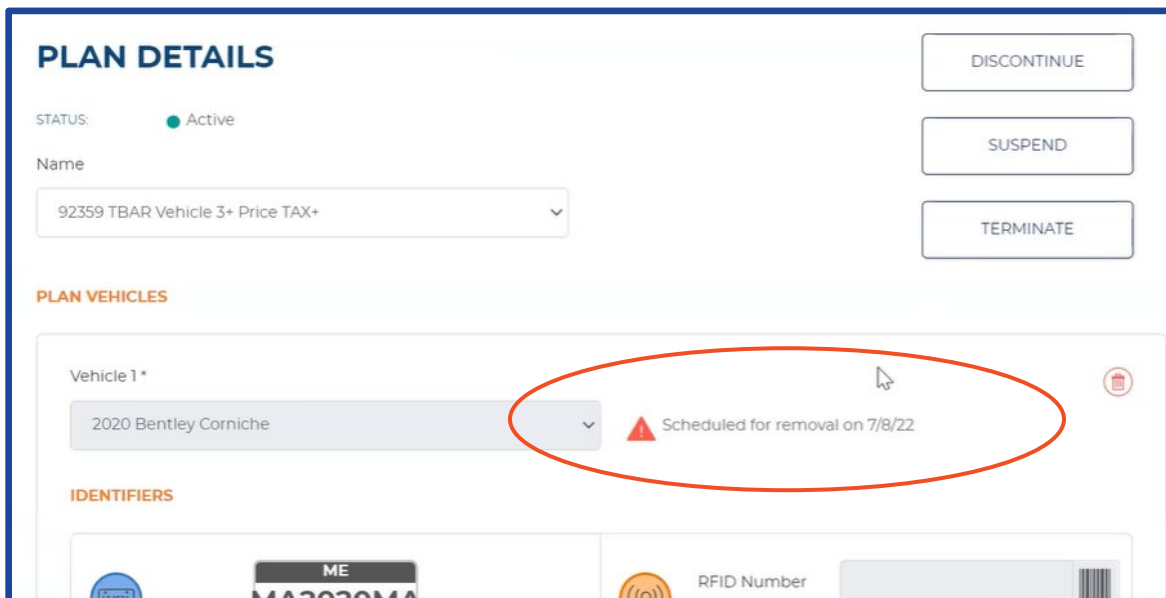 PLAN DETAILS
DISCONTINUE
STATUS: Active
SUSPEND
Name
92359 TBAR Vehicle 3+ Price TAX+
TERMINATE
PLAN VEHICLES
Vehicle 1 *
2020 Bentley Corniche
Scheduled for removal on 7/8/22
IDENTIFIERS
ME
MA2020MA
RFID Number